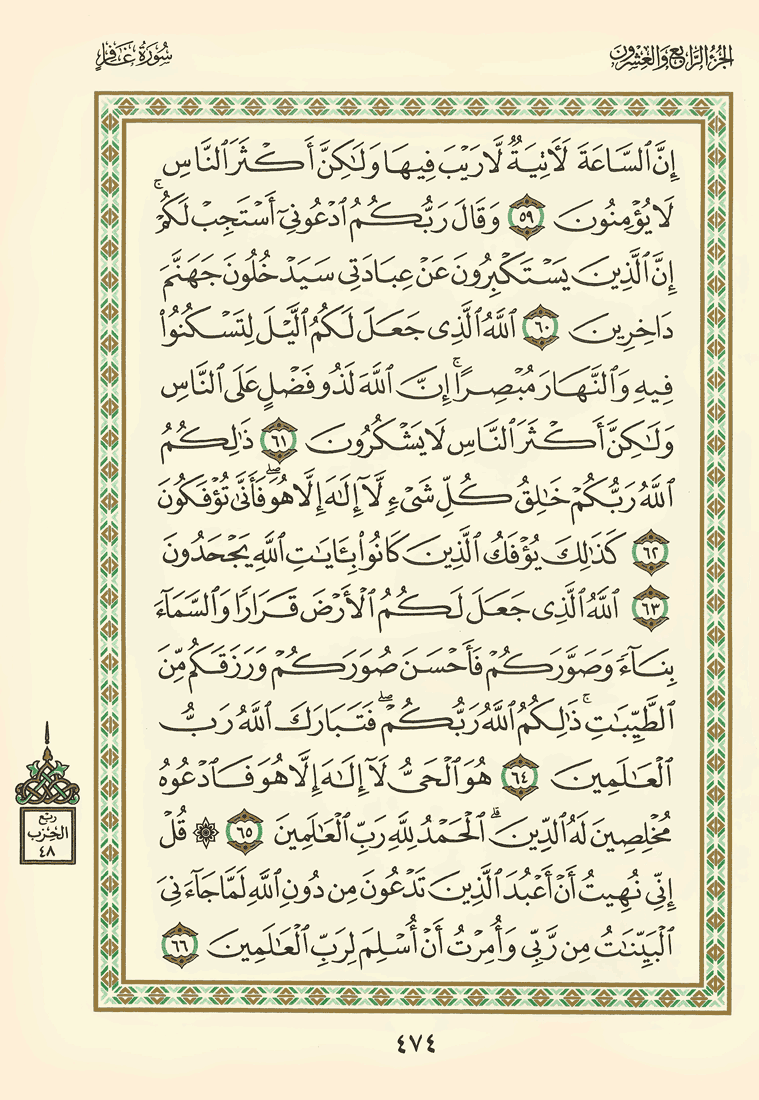 الجزء الرابع والعشرون
سورة غافر
إِنَّ ٱلسَّاعَةَ لَءَاتِيَةٌ لَّا رَيْبَ فِيهَا وَلَٰكِنَّ أَكْثَرَ ٱلنَّاسِ
لَا يُؤْمِنُونَ ٥٩ وَقَالَ رَبُّكُمُ ٱدْعُونِىٓ أَسْتَجِبْ لَكُمْۚ
إِنَّ ٱلَّذِينَ يَسْتَكْبِرُونَ عَنْ عِبَادَتِى سَيَدْخُلُونَ جَهَنَّمَ
دَاخِرِينَ ٦٠ ٱللَّهُ ٱلَّذِى جَعَلَ لَكُمُ ٱلَّيْلَ لِتَسْكُنُوا۟
فِيهِ وَٱلنَّهَارَ مُبْصِرًاۚ إِنَّ ٱللَّهَ لَذُو فَضْلٍ عَلَى ٱلنَّاسِ
وَلَٰكِنَّ أَكْثَرَ ٱلنَّاسِ لَا يَشْكُرُونَ ٦١ ذَٰلِكُمُ
ٱللَّهُ رَبُّكُمْ خَٰلِقُ كُلِّ شَىْءٍ لَّآ إِلَٰهَ إِلَّا هُوَۖ فَأَنَّىٰ تُؤْفَكُونَ
٦٢ كَذَٰلِكَ يُؤْفَكُ ٱلَّذِينَ كَانُوا۟ بِـَٔايَٰتِ ٱللَّهِ يَجْحَدُونَ
٦٣ ٱللَّهُ ٱلَّذِى جَعَلَ لَكُمُ ٱلْأَرْضَ قَرَارًا وَٱلسَّمَآءَ
بِنَآءً وَصَوَّرَكُمْ فَأَحْسَنَ صُوَرَكُمْ وَرَزَقَكُم مِّنَ
ٱلطَّيِّبَٰتِۚ ذَٰلِكُمُ ٱللَّهُ رَبُّكُمْۖ فَتَبَارَكَ ٱللَّهُ رَبُّ
ٱلْعَٰلَمِينَ ٦٤ هُوَ ٱلْحَىُّ لَآ إِلَٰهَ إِلَّا هُوَ فَٱدْعُوهُ
مُخْلِصِينَ لَهُ ٱلدِّينَۗ ٱلْحَمْدُ لِلَّهِ رَبِّ ٱلْعَٰلَمِينَ ٦٥ ۞ قُلْ
إِنِّى نُهِيتُ أَنْ أَعْبُدَ ٱلَّذِينَ تَدْعُونَ مِن دُونِ ٱللَّهِ لَمَّا جَآءَنِىَ
ٱلْبَيِّنَٰتُ مِن رَّبِّى وَأُمِرْتُ أَنْ أُسْلِمَ لِرَبِّ ٱلْعَٰلَمِينَ ٦٦
ربع
الحزب
٤٨
٤٧٤